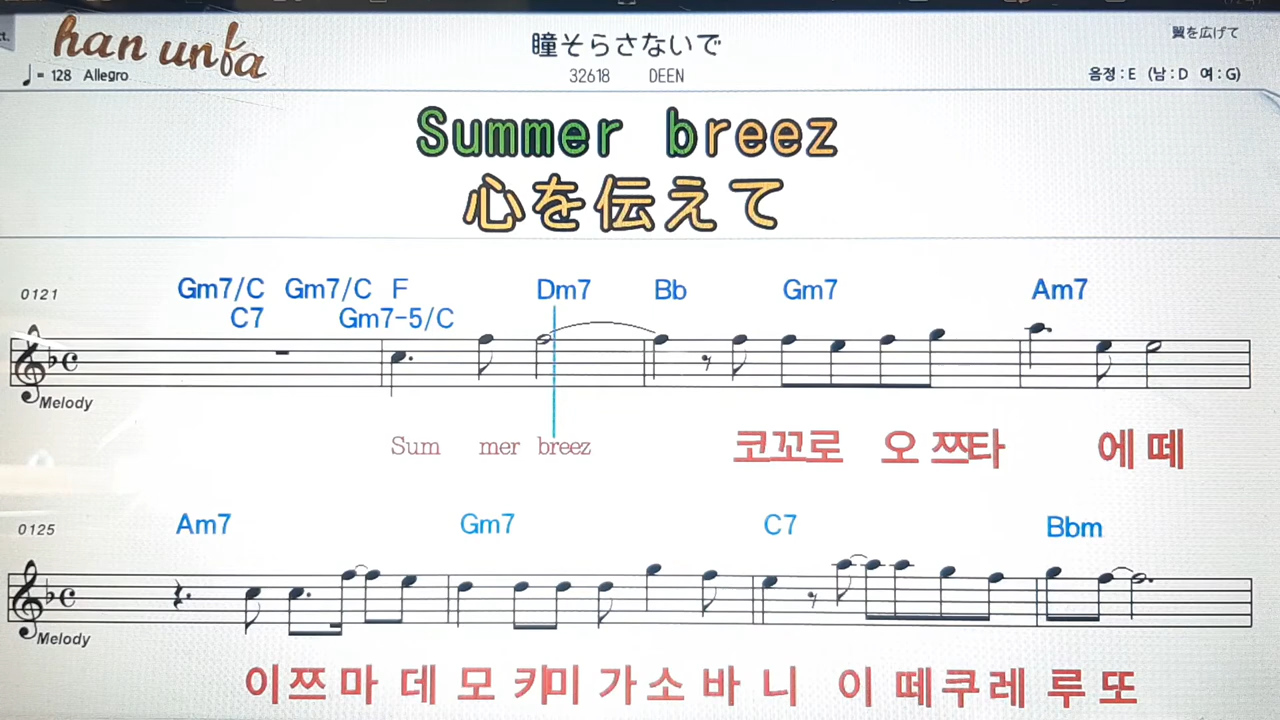 ct.
han unfa
瞳そらさないで
翼を広げて
♩= 128 Allegro
32618 DEEN
음정 : E (남 : D 여 : G)
Summer breez
心を伝えて
0121
Gm7/C Gm7/C F Dm7 Bb Gm7 Am7
C7 Gm7-5/C
Melody
Sum mer breez 코꼬로 오 쯔타 에 떼
0125
Am7 Gm7 C7 Bbm
Melody
이쯔 마 데 모 키미 가 소 바 니 이 떼쿠레 루 또